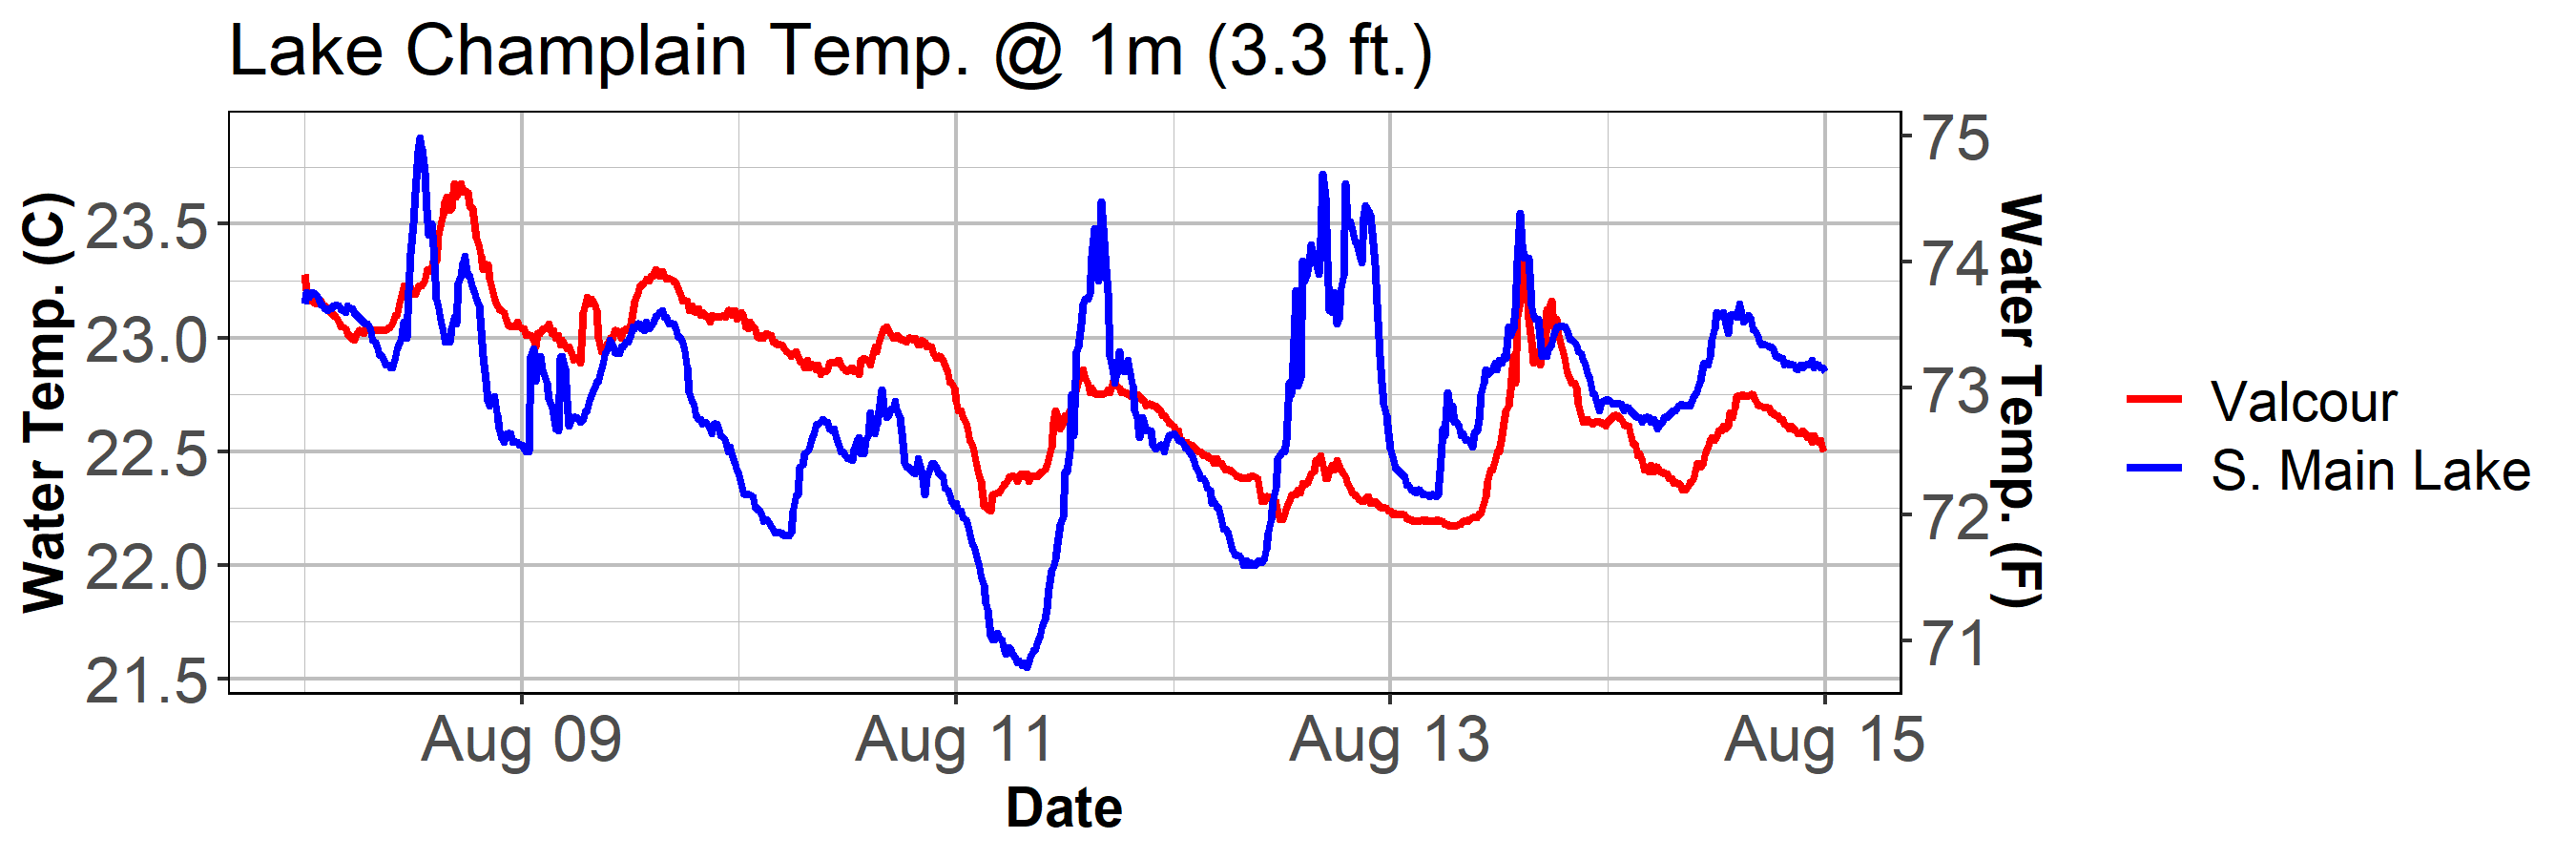 Lake Champlain Temp. @ 1m (3.3 ft.)
Water Temp. (C)
23.5
23.0
22.5
22.0
21.5
75
74
73
72
71
Water Temp. (F)
Aug 09
Aug 11
Aug 13
Aug 15
Date
Valcour
S. Main Lake